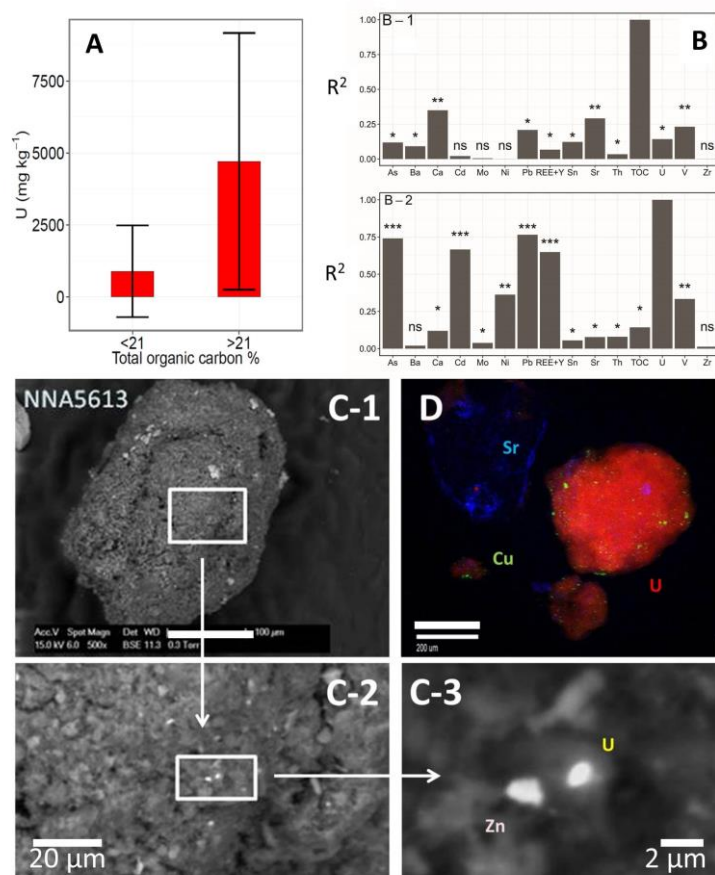 A
U (mg kg⁻¹)
7500
5000
2500
0
<21 >21
Total organic carbon %
B
B-1
R²
1.00
0.75
0.50
0.25
0.00
* * ** ns ns ns * * * ** * * ** ns
As Ba Ca Cd Mo Ni Pb REE+Y Sn Sr Th TOC U V Zr
B-2
R²
1.00
0.75
0.50
0.25
0.00
*** ns * *** * ** *** *** * * * * ** ns
As Ba Ca Cd Mo Ni Pb REE+Y Sn Sr Th TOC U V Zr
NNA5613
C-1
Acc.V Spot Magn Det WD 100 µm
15.0 kV 6.0 500x BSE 11.3 0.3 Torr
D
Sr
Cu
U
200 um
C-2
20 µm
C-3
U
Zn
2 µm